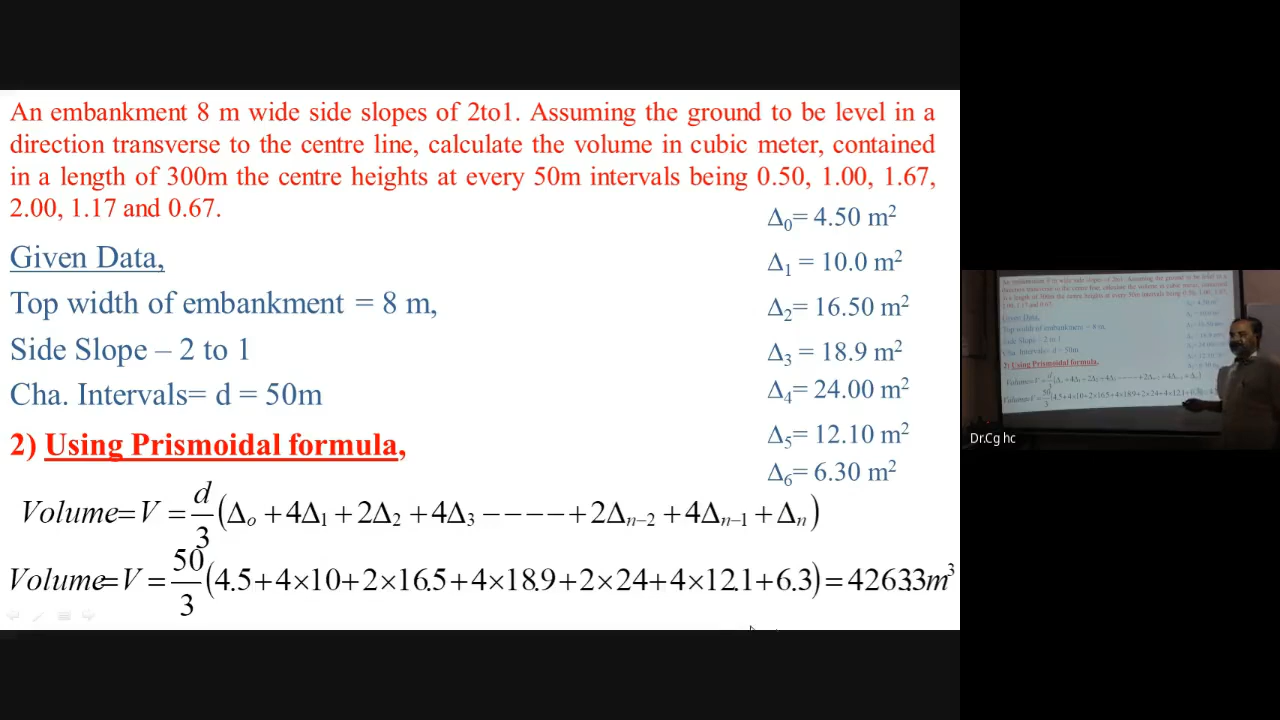 An embankment 8 m wide side slopes of 2to1. Assuming the ground to be level in a
direction transverse to the centre line, calculate the volume in cubic meter, contained
in a length of 300m the centre heights at every 50m intervals being 0.50, 1.00, 1.67,
2.00, 1.17 and 0.67.
Δ0= 4.50 m2
Given Data,
Δ1 = 10.0 m2
Top width of embankment = 8 m,
Δ2= 16.50 m2
Side Slope – 2 to 1
Δ3 = 18.9 m2
Cha. Intervals= d = 50m
Δ4= 24.00 m2
2) Using Prismoidal formula,
Δ5= 12.10 m2
Δ6= 6.30 m2
Volume= V = d/3 (Δo + 4Δ1 + 2Δ2 + 4Δ3 − − − − + 2Δn−2 + 4Δn−1 + Δn)
Volume= V = 50/3 (4.5+4×10+2×16.5+4×18.9+2×24+4×12.1+6.3) = 4263.3m3
Dr.Cg hc